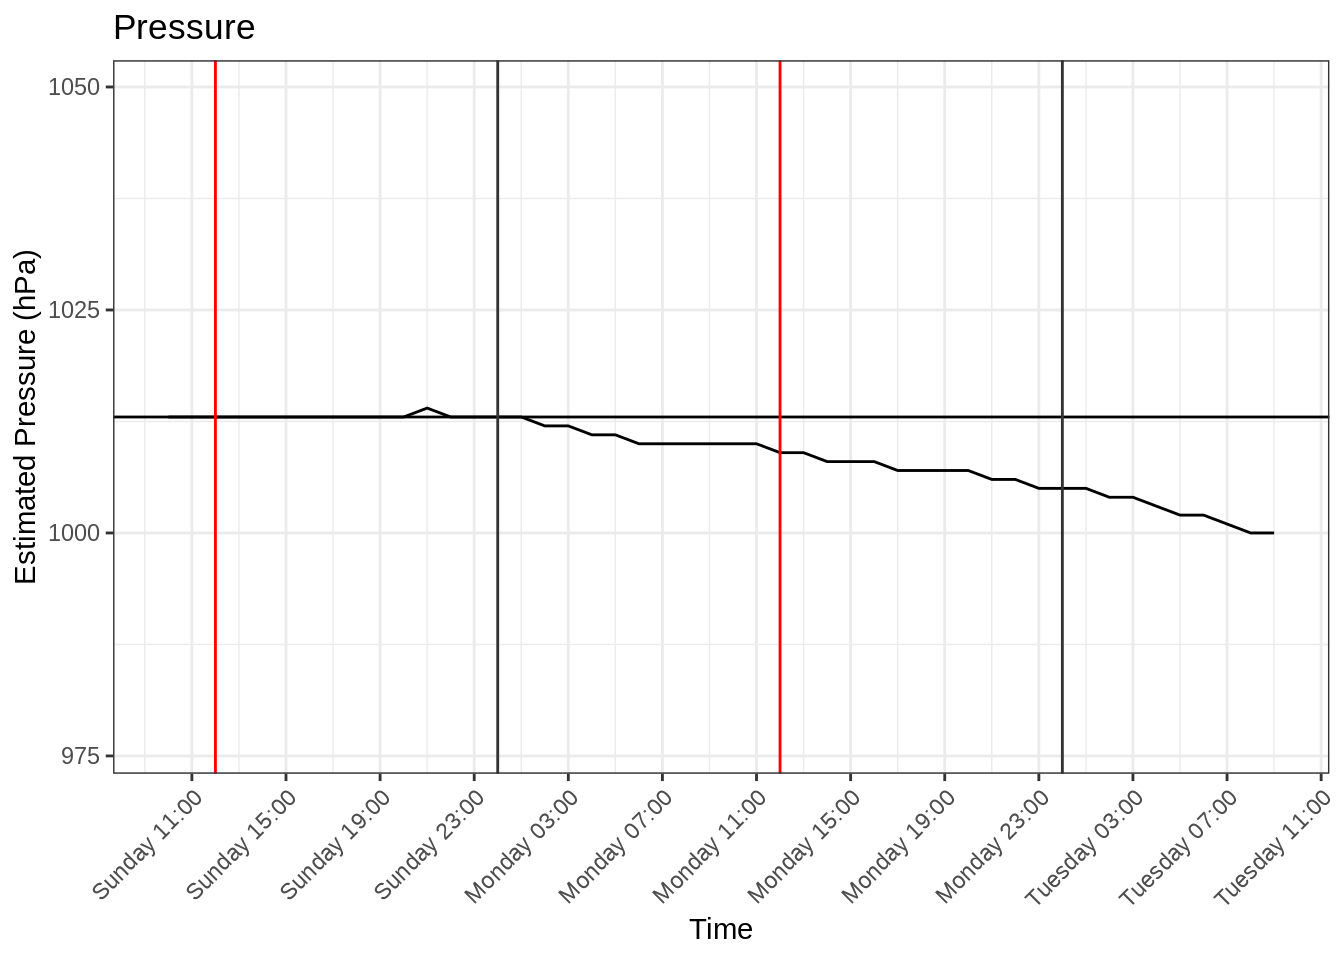 Pressure
Estimated Pressure (hPa)
1050
1025
1000
975
Sunday 11:00
Sunday 15:00
Sunday 19:00
Sunday 23:00
Monday 03:00
Monday 07:00
Monday 11:00
Monday 15:00
Monday 19:00
Monday 23:00
Tuesday 03:00
Tuesday 07:00
Tuesday 11:00
Time